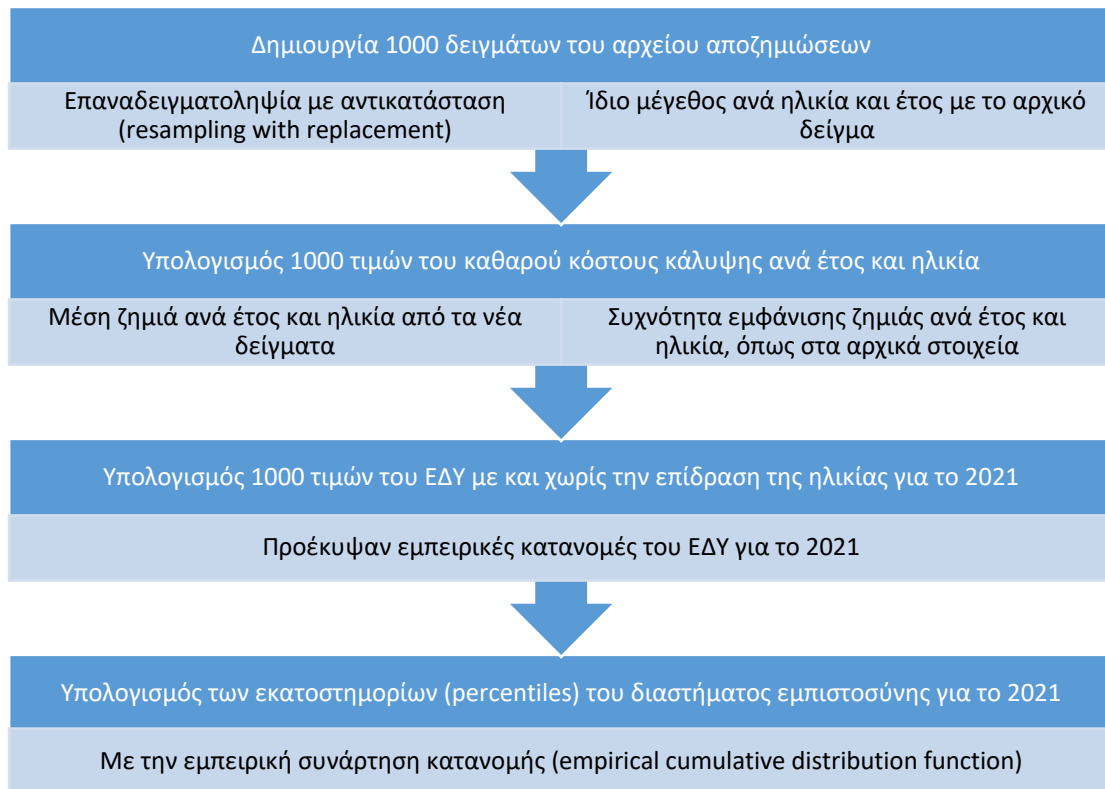 Δημιουργία 1000 δειγμάτων του αρχείου αποζημιώσεων
Επαναδειγματοληψία με αντικατάσταση
(resampling with replacement)
Ίδιο μέγεθος ανά ηλικία και έτος με το αρχικό
δείγμα
Υπολογισμός 1000 τιμών του καθαρού κόστους κάλυψης ανά έτος και ηλικία
Μέση ζημιά ανά έτος και ηλικία από τα νέα
δείγματα
Συχνότητα εμφάνισης ζημιάς ανά έτος και
ηλικία, όπως στα αρχικά στοιχεία
Υπολογισμός 1000 τιμών του ΕΔΥ με και χωρίς την επίδραση της ηλικίας για το 2021
Προέκυψαν εμπειρικές κατανομές του ΕΔΥ για το 2021
Υπολογισμός των εκατοστημορίων (percentiles) του διαστήματος εμπιστοσύνης για το 2021
Με την εμπειρική συνάρτηση κατανομής (empirical cumulative distribution function)